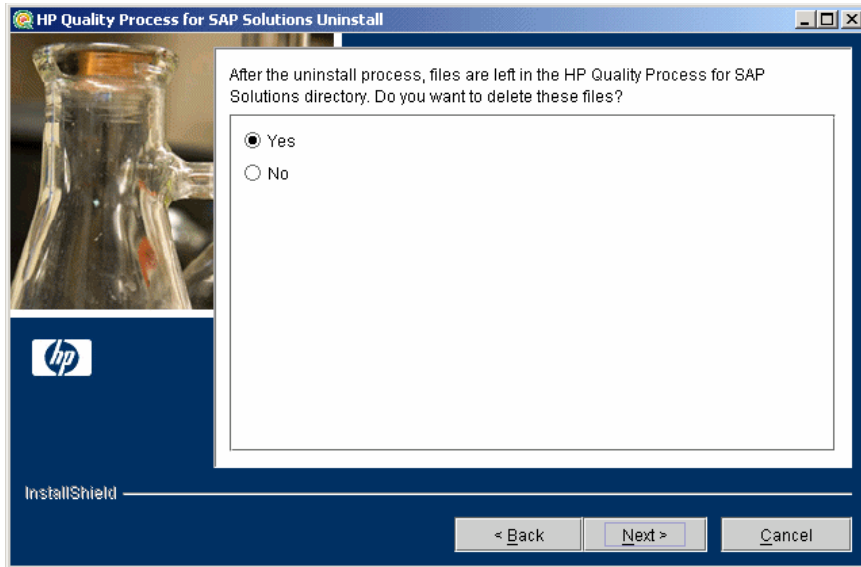 HP Quality Process for SAP Solutions Uninstall
After the uninstall process, files are left in the HP Quality Process for SAP
Solutions directory. Do you want to delete these files?
Yes
No
hp
InstallShield
< Back
Next >
Cancel